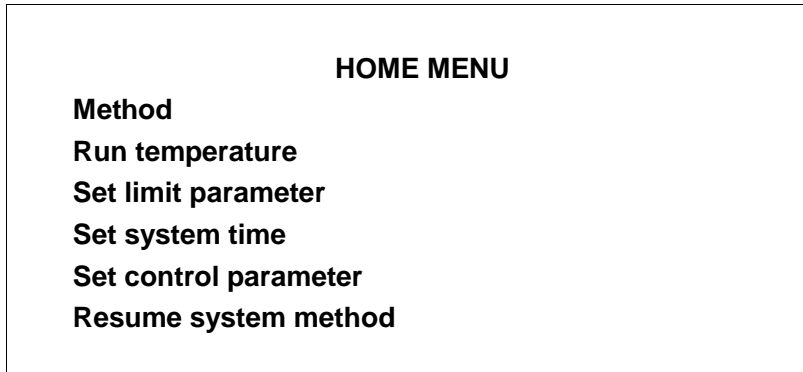 HOME MENU
Method
Run temperature
Set limit parameter
Set system time
Set control parameter
Resume system method